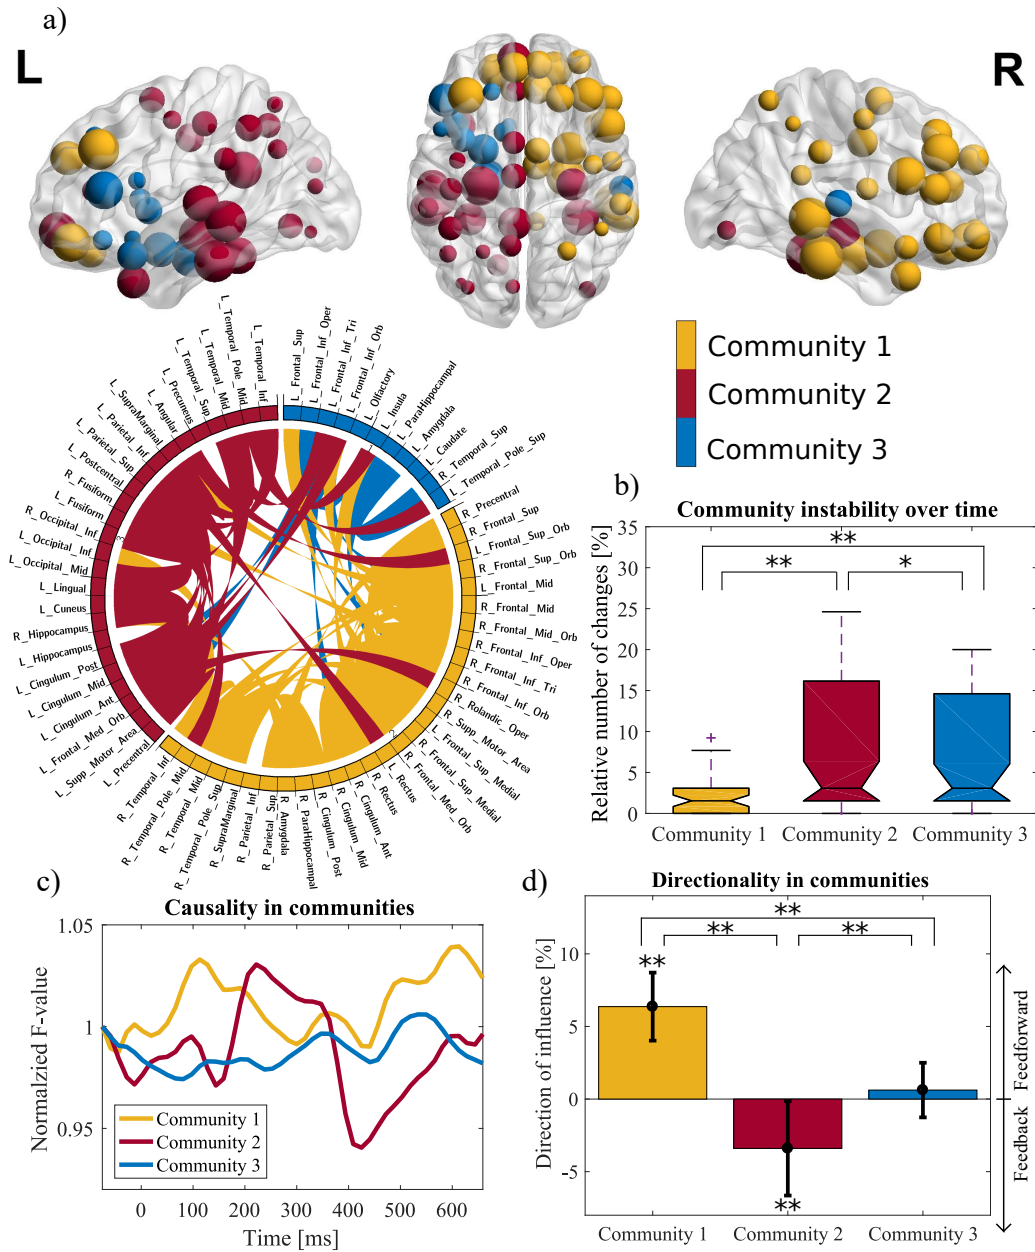 a)
L
R
L_Temporal_Inf
L_Temporal_Pole_Mid
L_Temporal_Mid
L_Temporal_Sup
L_Precuneus
L_Angular
L_SupraMarginal
L_Parietal_Inf
L_Parietal_Sup
L_Postcentral
R_Fusiform
L_Fusiform
R_Occipital_Inf
L_Occipital_Inf
L_Occipital_Mid
L_Lingual
L_Cuneus
R_Hippocampus
L_Hippocampus
L_Cingulum_Post
L_Cingulum_Mid
L_Cingulum_Ant
L_Frontal_Med_Orb
L_Supp_Motor_Area
L_Precentral
L_Frontal_Sup
L_Frontal_Inf_Oper
L_Frontal_Inf_Tri
L_Frontal_Inf_Orb
L_Olfactory
L_Insula
L_ParaHippocampal
L_Amygdala
L_Caudate
R_Temporal_Sup
L_Temporal_Pole_Sup
R_Precentral
R_Frontal_Sup
L_Frontal_Sup_Orb
R_Frontal_Sup_Orb
L_Frontal_Mid
R_Frontal_Mid
R_Frontal_Mid_Orb
R_Frontal_Inf_Oper
R_Frontal_Inf_Tri
R_Frontal_Inf_Orb
R_Rolandic_Oper
R_Supp_Motor_Area
L_Frontal_Sup_Medial
R_Frontal_Sup_Medial
R_Frontal_Med_Orb
L_Rectus
R_Rectus
R_Cingulum_Ant
R_Cingulum_Mid
R_Cingulum_Post
R_ParaHippocampal
R_Amygdala
R_Parietal_Sup
R_Parietal_Inf
R_SupraMarginal
R_Temporal_Pole_Sup
R_Temporal_Mid
R_Temporal_Pole_Mid
R_Temporal_Inf
3
2
Community 1
Community 2
Community 3
b)
Community instability over time
Relative number of changes [%]
35
30
25
20
15
10
5
0
**
**
*
Community 1 Community 2 Community 3
c)
Causality in communities
Normalzied F-value
1.05
1
0.95
Community 1
Community 2
Community 3
0 100 200 300 400 500 600
Time [ms]
d)
Directionality in communities
Direction of influence [%]
10
5
0
-5
**
**
**
**
**
Feedforward
Feedback
Community 1 Community 2 Community 3